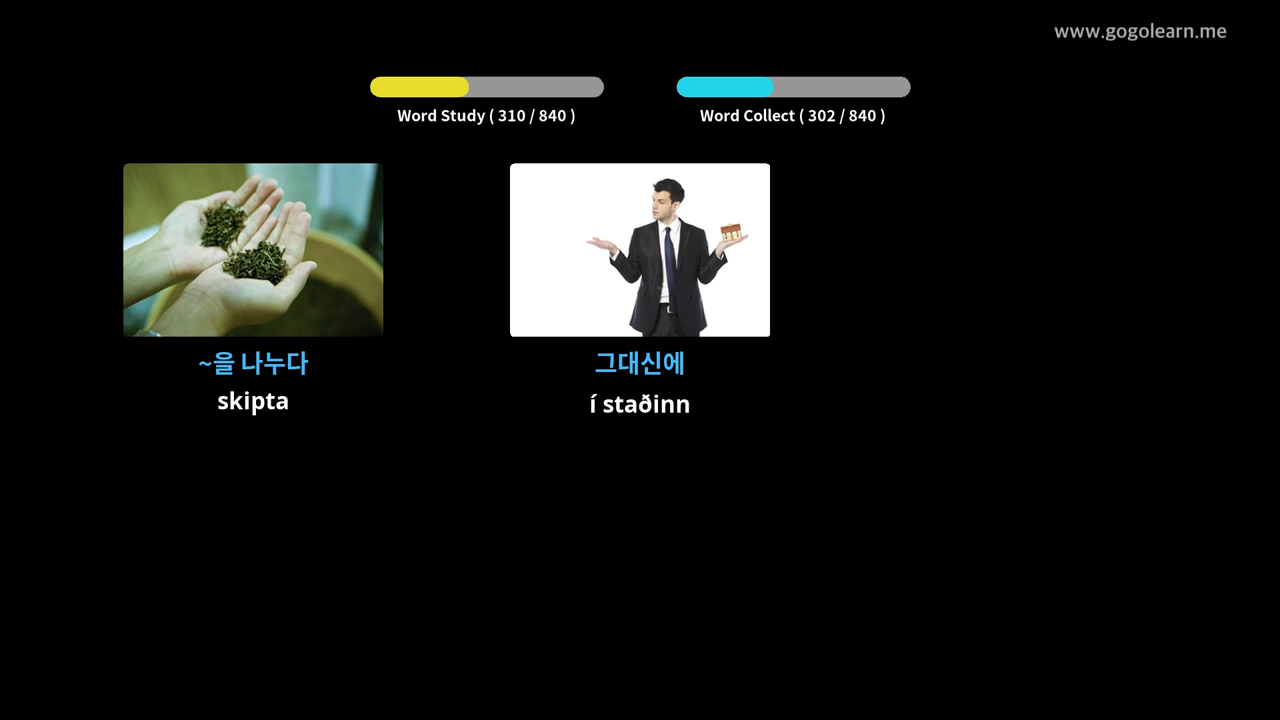 www.gogolearn.me
Word Study ( 310 / 840 )
Word Collect ( 302 / 840 )
~을 나누다
skipta
그대신에
í staðinn